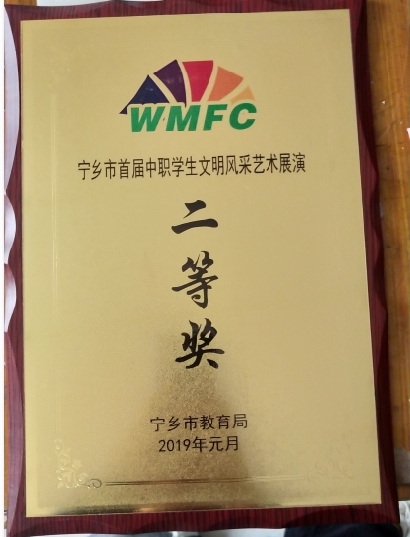 WMFC
宁乡市首届中职学生文明风采艺术展演
二
等
奖
宁乡市教育局
2019年元月